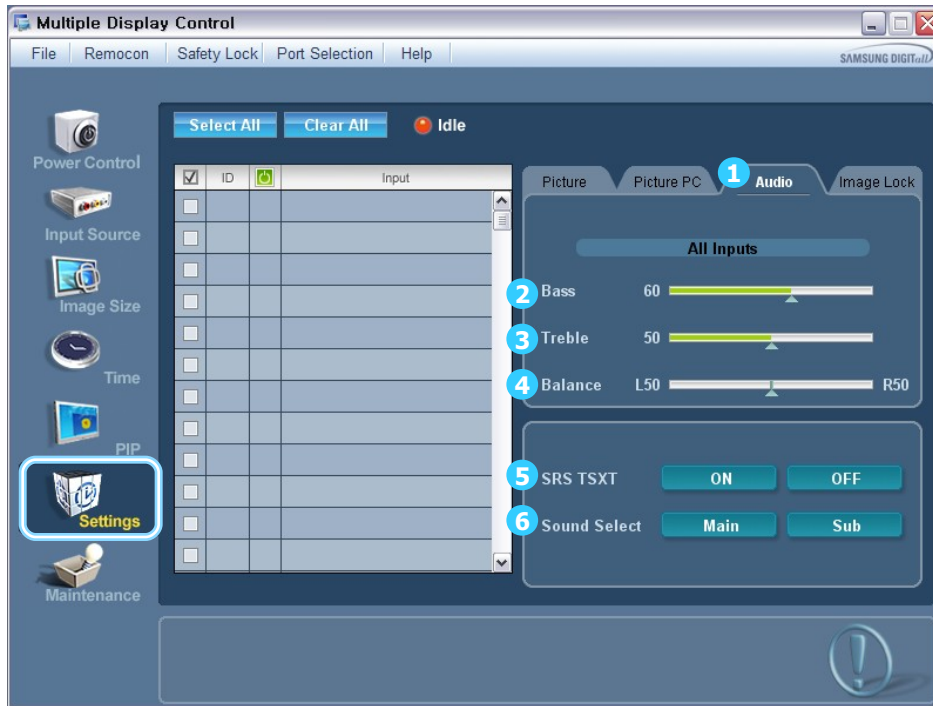 Multiple Display Control
File Remocon Safety Lock Port Selection Help
SAMSUNG DIGITall
Select All Clear All Idle
Power Control
Input Source
Image Size
Time
PIP
Settings
Maintenance
ID Input
Picture Picture PC 1 Audio Image Lock
All Inputs
2 Bass 60
3 Treble 50
4 Balance L50 R50
5 SRS TSXT ON OFF
6 Sound Select Main Sub